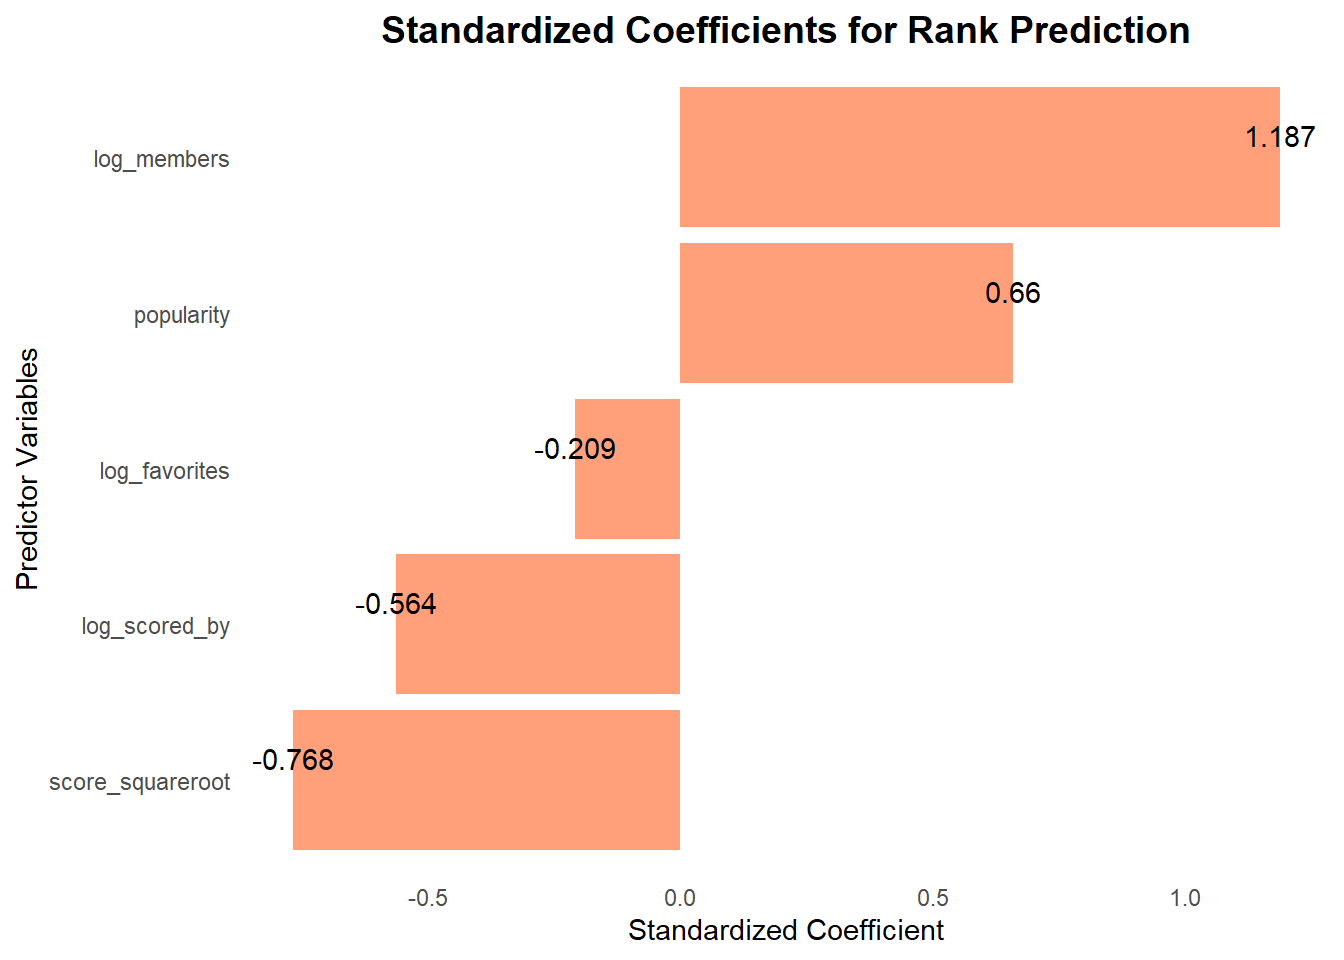 Standardized Coefficients for Rank Prediction
log_members
1.187
popularity
0.66
log_favorites
-0.209
log_scored_by
-0.564
score_squareroot
-0.768
Predictor Variables
-0.5 0.0 0.5 1.0
Standardized Coefficient